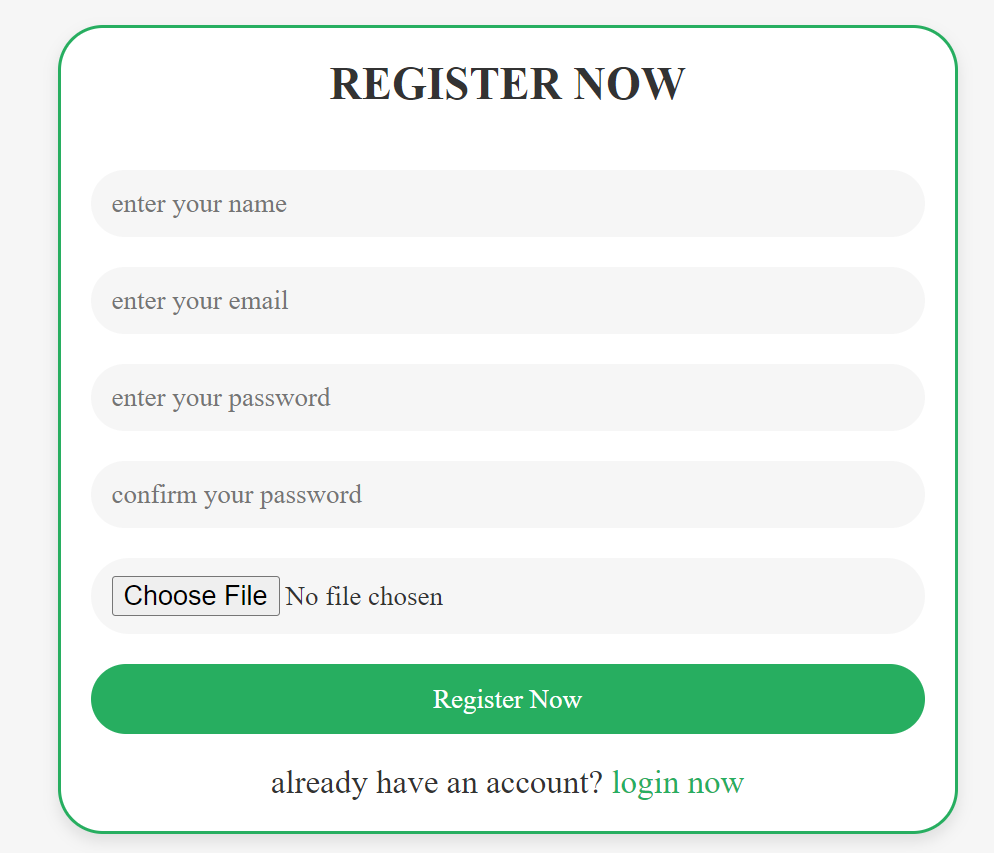 REGISTER NOW
enter your name
enter your email
enter your password
confirm your password
Choose File No file chosen
Register Now
already have an account? login now